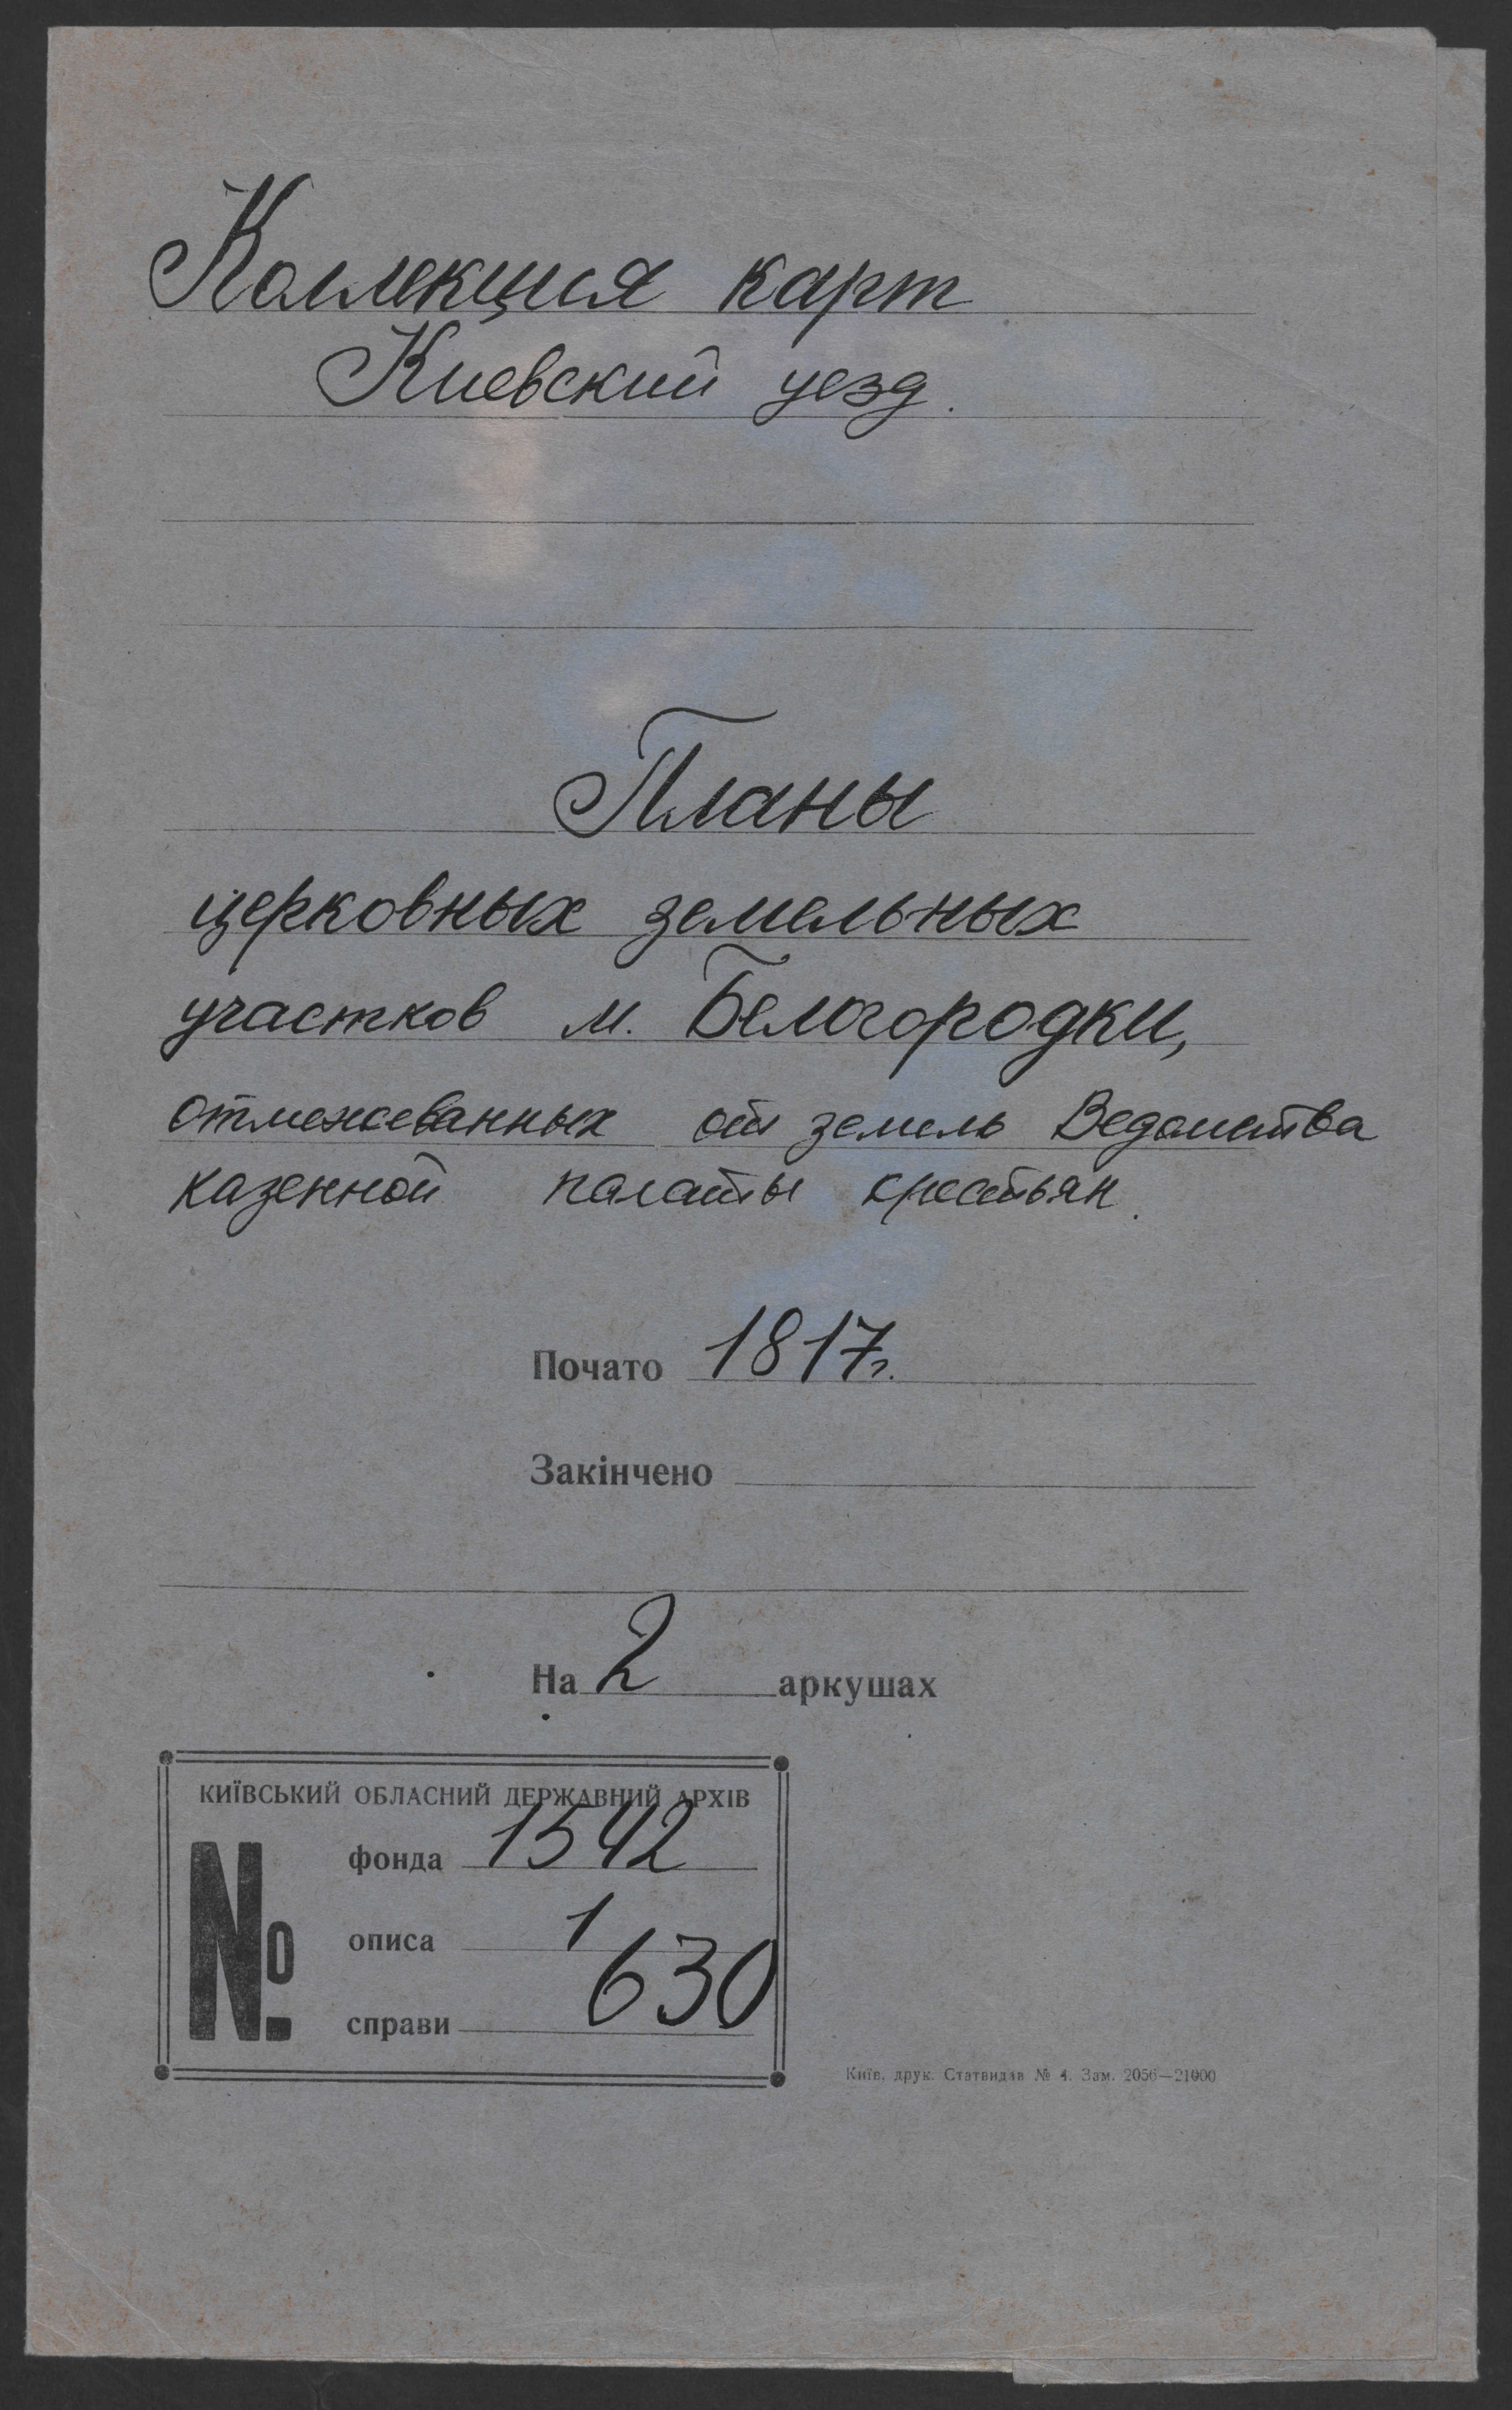 Коллекция карт
Киевский уезд.
Планы
церковных земельных
участков м. Белогородки,
отмежеванных от земель Ведомства
казенной палаты крестьян.
Почато 1817г.
Закінчено
На 2 аркушах
КИЇВСЬКИЙ ОБЛАСНИЙ ДЕРЖАВНИЙ АРХІВ
№
фонда 1542
описа 1
справи 630
Київ, друк. Статвидав № 4. Зам. 2056—21000